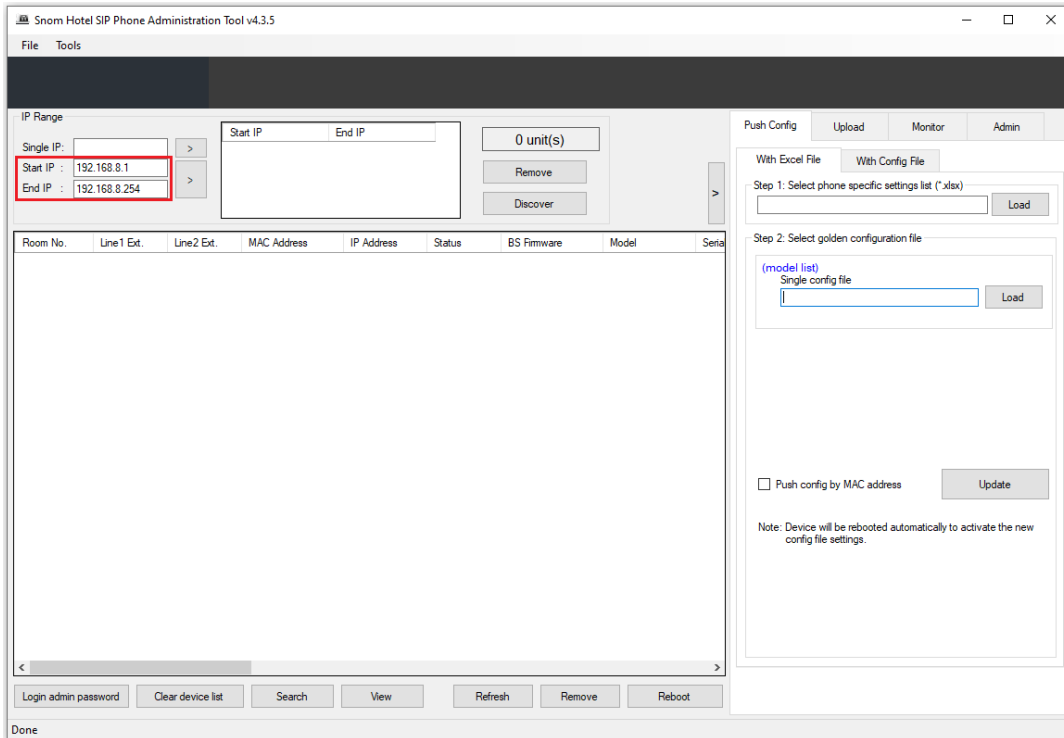 Snom Hotel SIP Phone Administration Tool v4.3.5
File Tools
IP Range
Single IP: >
Start IP : 192.168.8.1
End IP : 192.168.8.254
>
Start IP End IP
0 unit(s)
Remove
Discover
>
Room No. Line1 Ext. Line2 Ext. MAC Address IP Address Status BS Firmware Model Serial
Login admin password Clear device list Search View Refresh Remove Reboot
Done
Push Config Upload Monitor Admin
With Excel File With Config File
Step 1: Select phone specific settings list (*.xlsx)
Load
Step 2: Select golden configuration file
(model list)
Single config file
Load
Push config by MAC address Update
Note: Device will be rebooted automatically to activate the new
config file settings.